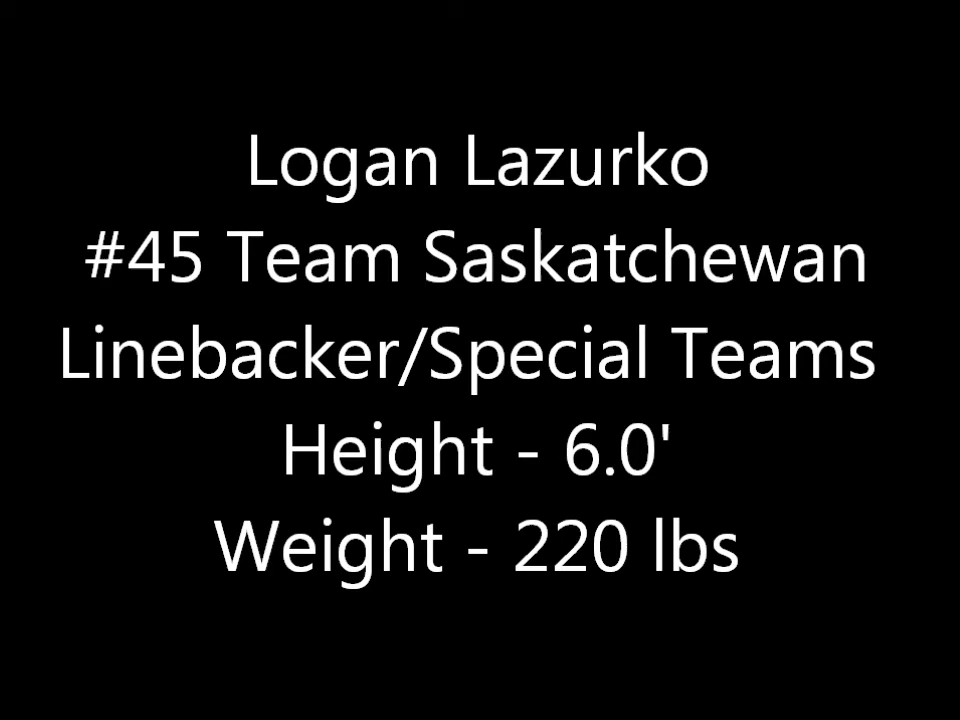 Logan Lazurko
#45 Team Saskatchewan
Linebacker/Special Teams
Height - 6.0'
Weight - 220 lbs